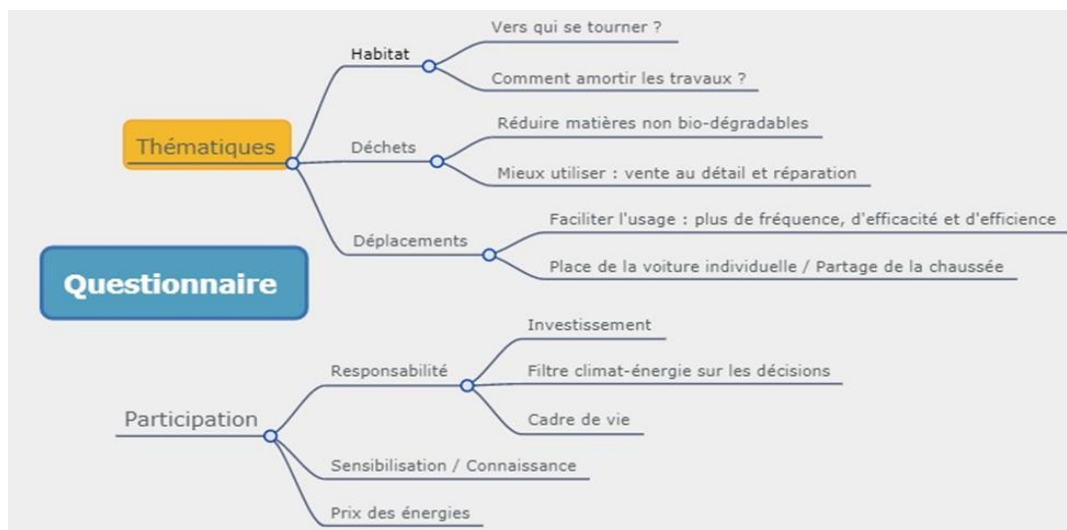 Thématiques
Habitat
Vers qui se tourner ?
Comment amortir les travaux ?
Déchets
Réduire matières non bio-dégradables
Mieux utiliser : vente au détail et réparation
Déplacements
Faciliter l'usage : plus de fréquence, d'efficacité et d'efficience
Place de la voiture individuelle / Partage de la chaussée
Questionnaire
Participation
Responsabilité
Investissement
Filtre climat-énergie sur les décisions
Cadre de vie
Sensibilisation / Connaissance
Prix des énergies